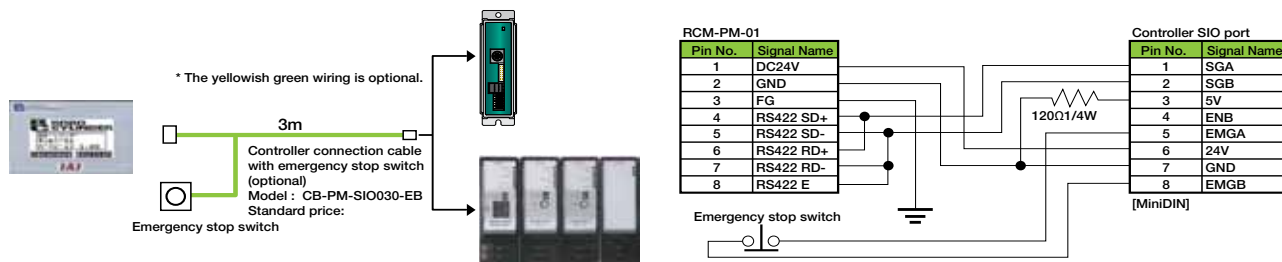 * The yellowish green wiring is optional.
3m
Controller connection cable
with emergency stop switch
(optional)
Model : CB-PM-SIO030-EB
Standard price:
Emergency stop switch
IAI
RCM-PM-01
Pin No. Signal Name
1 DC24V
2 GND
3 FG
4 RS422 SD+
5 RS422 SD-
6 RS422 RD+
7 RS422 RD-
8 RS422 E
120Ω1/4W
Emergency stop switch
Controller SIO port
Pin No. Signal Name
1 SGA
2 SGB
3 5V
4 ENB
5 EMGA
6 24V
7 GND
8 EMGB
[MiniDIN]